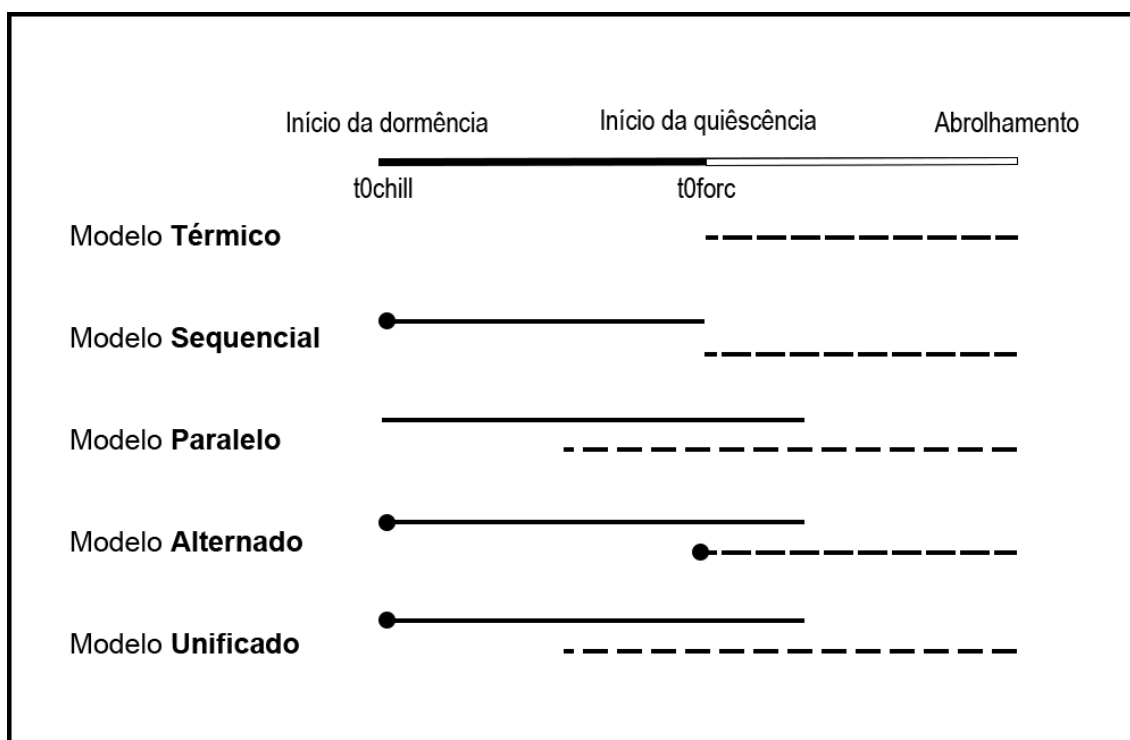 Início da dormência
Início da quiêscência
Abrolhamento
t0chill
t0forc
Modelo Térmico
Modelo Sequencial
Modelo Paralelo
Modelo Alternado
Modelo Unificado